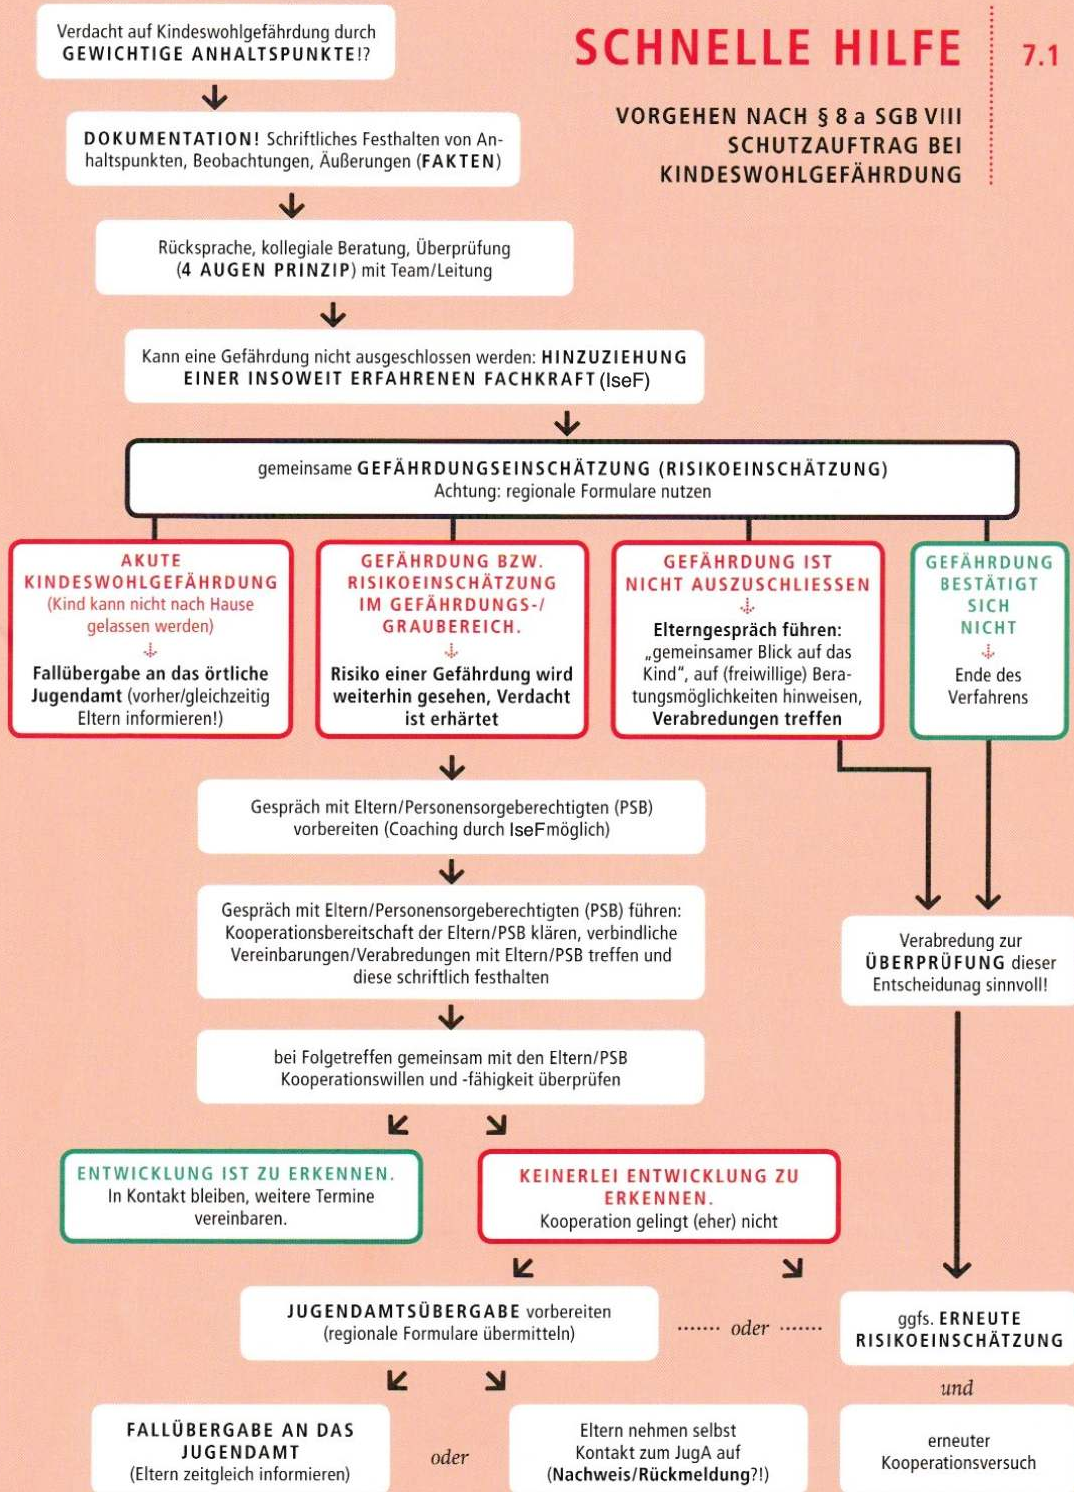 SCHNELLE HILFE
7.1
VORGEHEN NACH § 8 a SGB VIII
SCHUTZAUFTRAG BEI
KINDESWOHLGEFÄHRDUNG
Verdacht auf Kindeswohlgefährdung durch
GEWICHTIGE ANHALTSPUNKTE!?
DOKUMENTATION! Schriftliches Festhalten von An-
haltspunkten, Beobachtungen, Äußerungen (FAKTEN)
Rücksprache, kollegiale Beratung, Überprüfung
(4 AUGEN PRINZIP) mit Team/Leitung
Kann eine Gefährdung nicht ausgeschlossen werden: HINZUZIEHUNG
EINER INSOWEIT ERFAHRENEN FACHKRAFT (IseF)
gemeinsame GEFÄHRDUNGSEINSCHÄTZUNG (RISIKOEINSCHÄTZUNG)
Achtung: regionale Formulare nutzen
AKUTE
KINDESWOHLGEFÄHRDUNG
(Kind kann nicht nach Hause
gelassen werden)
Fallübergabe an das örtliche
Jugendamt (vorher/gleichzeitig
Eltern informieren!)
GEFÄHRDUNG BZW.
RISIKOEINSCHÄTZUNG
IM GEFÄHRDUNGS-/
GRAUBEREICH.
Risiko einer Gefährdung wird
weiterhin gesehen, Verdacht
ist erhärtet
GEFÄHRDUNG IST
NICHT AUSZUSCHLIESSEN
Elterngespräch führen:
„gemeinsamer Blick auf das
Kind“, auf (freiwillige) Bera-
tungsmöglichkeiten hinweisen,
Verabredungen treffen
GEFÄHRDUNG
BESTÄTIGT
SICH
NICHT
Ende des
Verfahrens
Gespräch mit Eltern/Personensorgeberechtigten (PSB)
vorbereiten (Coaching durch IseF möglich)
Gespräch mit Eltern/Personensorgeberechtigten (PSB) führen:
Kooperationsbereitschaft der Eltern/PSB klären, verbindliche
Vereinbarungen/Verabredungen mit Eltern/PSB treffen und
diese schriftlich festhalten
Verabredung zur
ÜBERPRÜFUNG dieser
Entscheidunag sinnvoll!
bei Folgetreffen gemeinsam mit den Eltern/PSB
Kooperationswillen und -fähigkeit überprüfen
ENTWICKLUNG IST ZU ERKENNEN.
In Kontakt bleiben, weitere Termine
vereinbaren.
KEINERLEI ENTWICKLUNG ZU
ERKENNEN.
Kooperation gelingt (eher) nicht
JUGENDAMTSÜBERGABE vorbereiten
(regionale Formulare übermitteln)
....... oder .......
ggfs. ERNEUTE
RISIKOEINSCHÄTZUNG
und
erneuter
Kooperationsversuch
FALLÜBERGABE AN DAS
JUGENDAMT
(Eltern zeitgleich informieren)
oder
Eltern nehmen selbst
Kontakt zum JugA auf
(Nachweis/Rückmeldung?!)